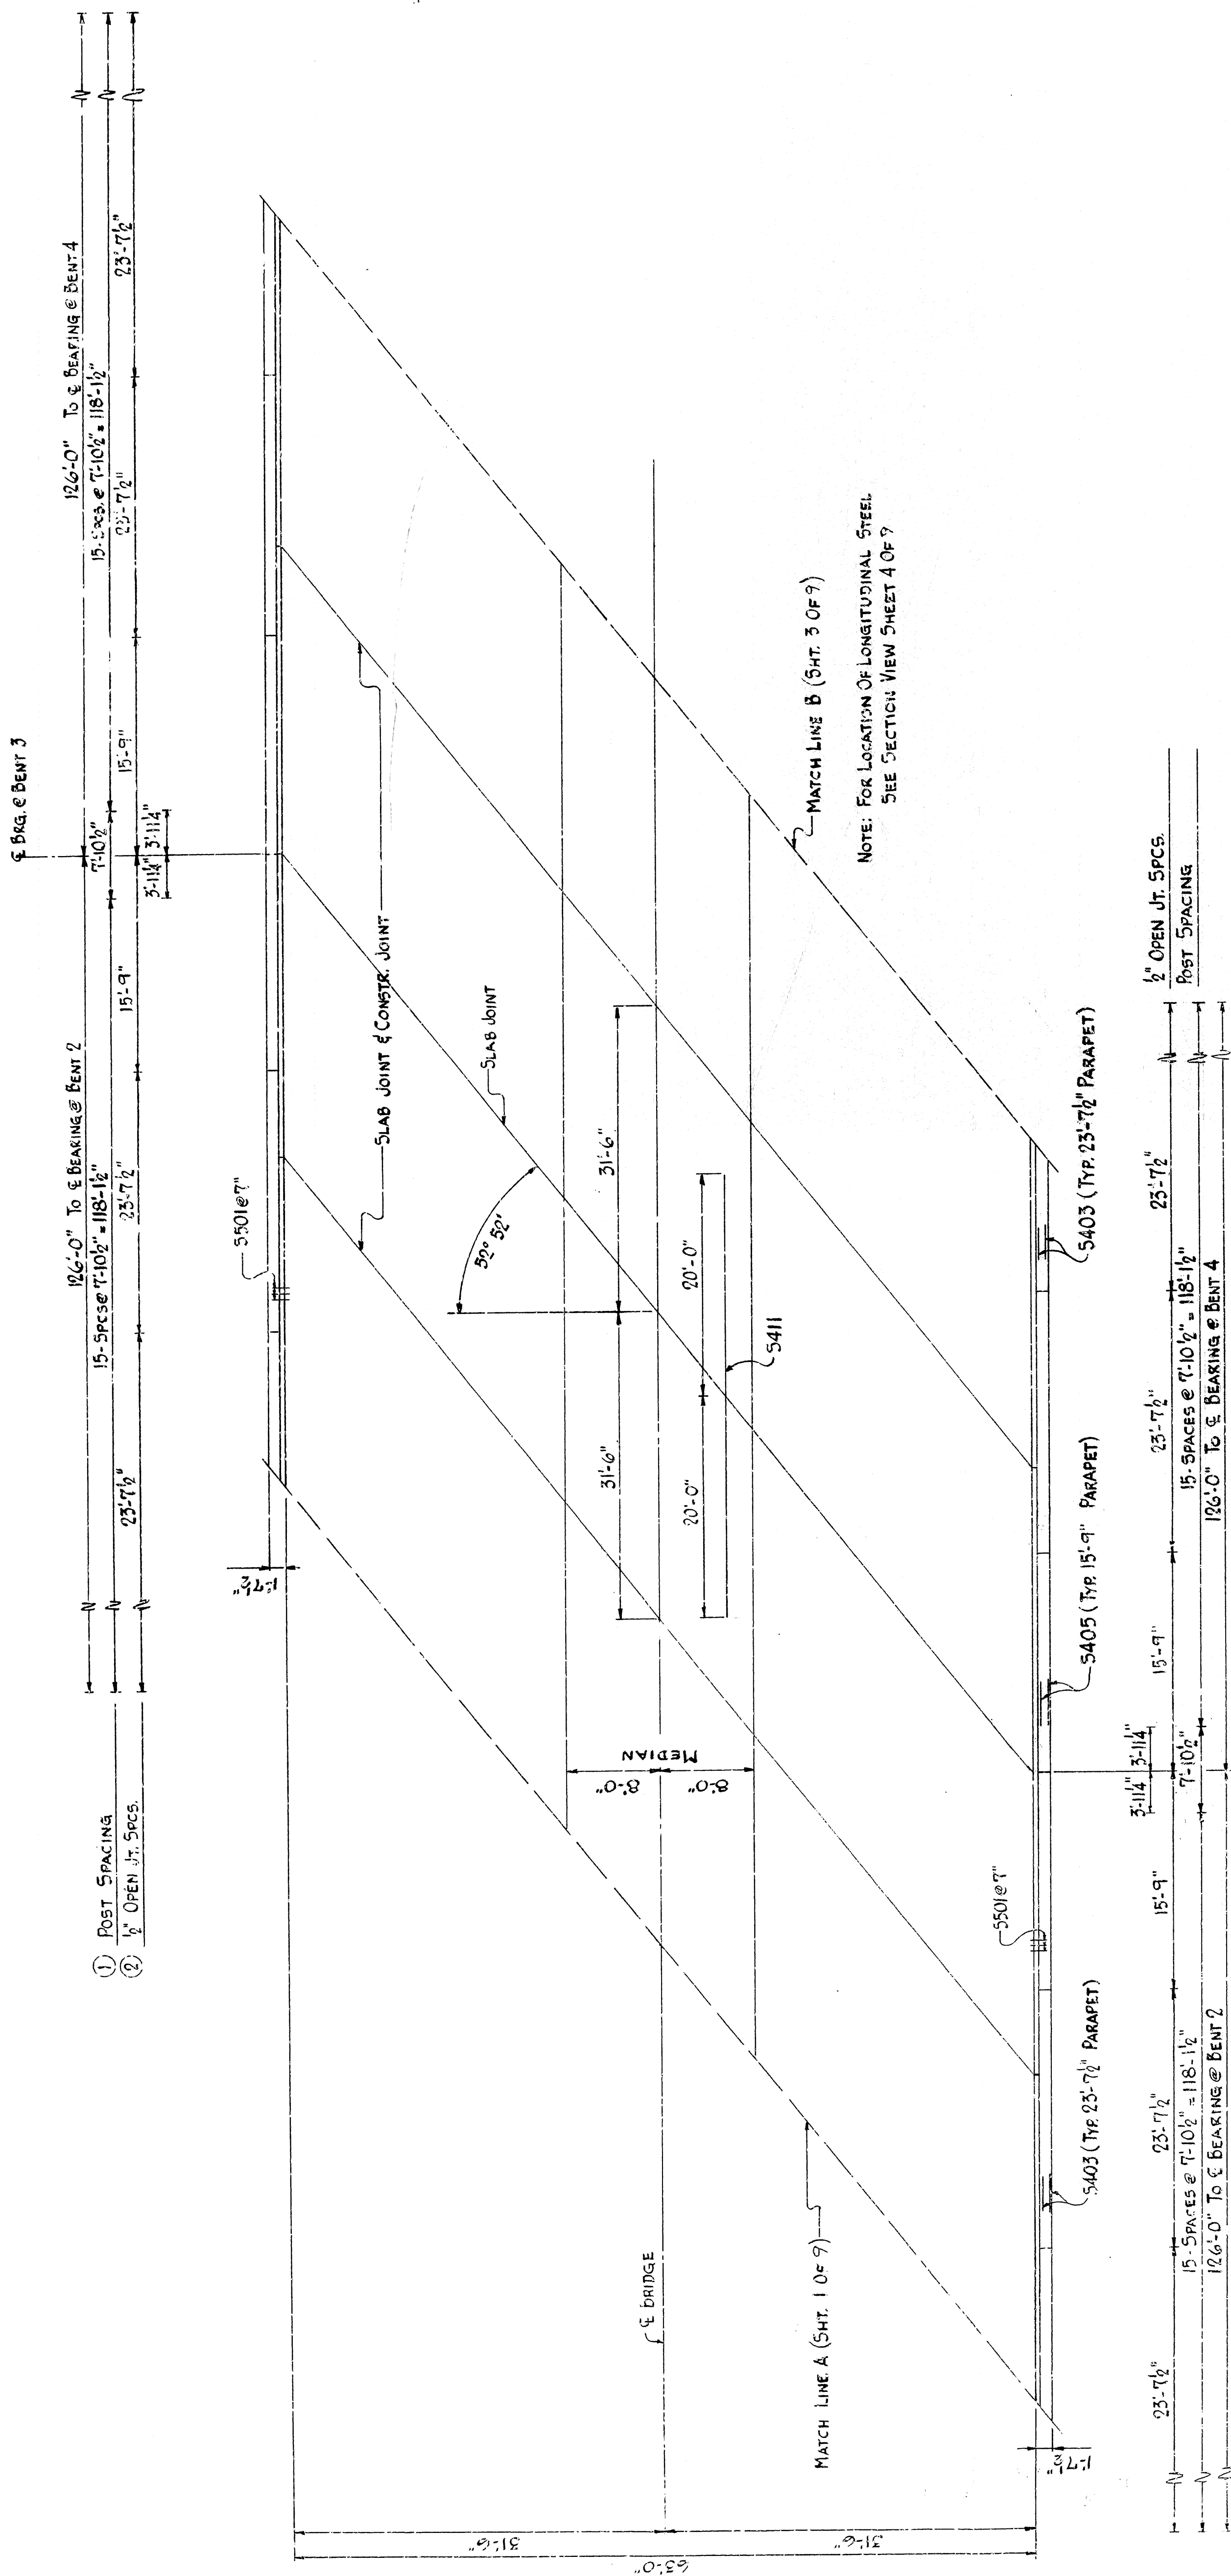 ℄ BRG. @ BENT 3
126'-0" TO ℄ BEARING @ BENT 2
126'-0" TO ℄ BEARING @ BENT 4
① POST SPACING
15-SPCS @ 7'-10½" = 118'-1½"
7'-10½"
15-SPCS. @ 7'-10½" = 118'-1½"
② ½" OPEN JT. SPCS.
23'-7½"
23'-7½"
15'-9"
15'-9"
23'-7½"
23'-7½"
3'-11¼"
3'-11¼"
S501@7"
1'-7½"
SLAB JOINT & CONSTR. JOINT
SLAB JOINT
52° 52'
31'-6"
31'-6"
20'-0"
20'-0"
S411
8'-0"
8'-0"
MEDIAN
℄ BRIDGE
31'-6"
31'-6"
63'-0"
MATCH LINE A (SHT. 1 OF 9)
MATCH LINE B (SHT. 3 OF 9)
NOTE: FOR LOCATION OF LONGITUDINAL STEEL
SEE SECTION VIEW SHEET 4 OF 9
S501@7"
1'-7½"
S403 (TYP. 23'-7½" PARAPET)
S405 (TYP. 15'-9" PARAPET)
S403 (TYP. 23'-7½" PARAPET)
3'-11¼"
3'-11¼"
23'-7½"
23'-7½"
15'-9"
15'-9"
23'-7½"
23'-7½"
½" OPEN JT. SPCS.
15-SPACES @ 7'-10½" = 118'-1½"
7'-10½"
15-SPACES @ 7'-10½" = 118'-1½"
POST SPACING
126'-0" TO ℄ BEARING @ BENT 2
126'-0" TO ℄ BEARING @ BENT 4